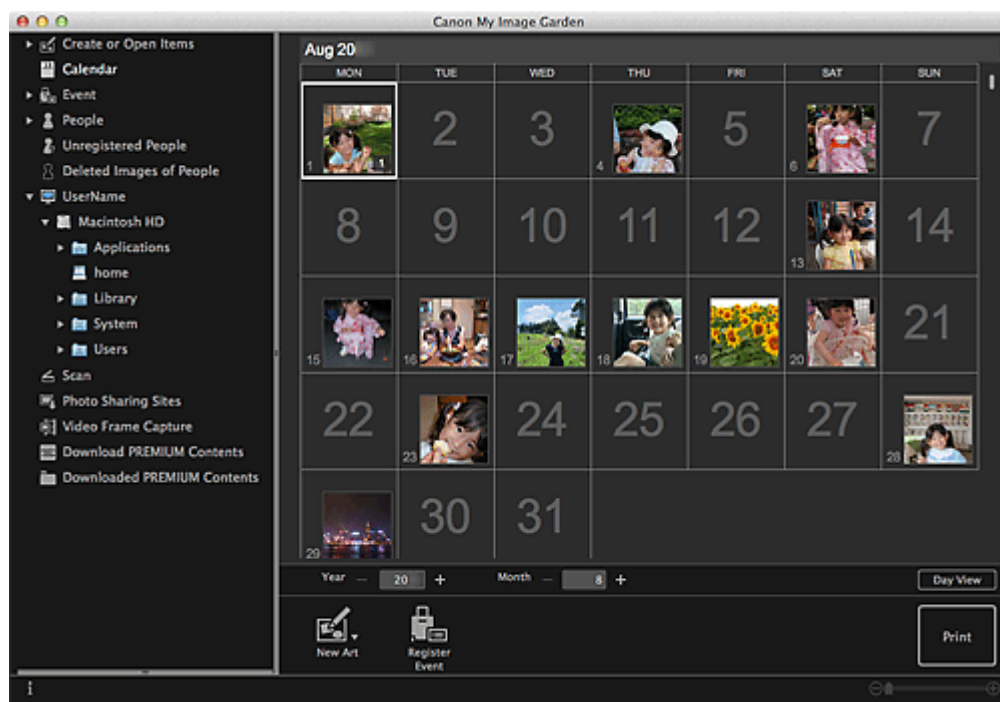 Canon My Image Garden
Create or Open Items
Calendar
Event
People
Unregistered People
Deleted Images of People
UserName
Macintosh HD
Applications
home
Library
System
Users
Scan
Photo Sharing Sites
Video Frame Capture
Download PREMIUM Contents
Downloaded PREMIUM Contents
Aug 20
MON TUE WED THU FRI SAT SUN
1 1 2 3 4 5 6 7
8 9 10 11 12 13 14
15 16 17 18 19 20 21
22 23 24 25 26 27 28
29 30 31
Year — 20 + Month — 8 + Day View
New Art
Register
Event
Print
i